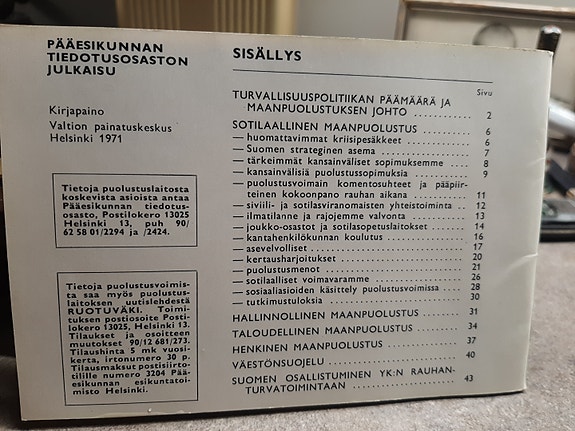 PÄÄESIKUNNAN
TIEDOTUSOSASTON
JULKAISU
Kirjapaino
Valtion painatuskeskus
Helsinki 1971
Tietoja puolustuslaitosta
koskevista asioista antaa
Pääesikunnan tiedotus-
osasto, Postilokero 13025
Helsinki 13, puh 90/
62 58 01/2294 ja /2424.
Tietoja puolustusvoimis-
ta saa myös puolustus-
laitoksen uutislehdestä
RUOTUVÄKI. Toimi-
tuksen postiosoite Posti-
lokero 13025, Helsinki 13.
Tilaukset ja osoitteen
muutokset 90/12 681/273.
Tilaushinta 5 mk vuosi-
kerta, irtonumero 30 p.
Tilausmaksut postisiirto-
tilille numero 3204 Pää-
esikunnan esikuntatoi-
misto Helsinki.
SISÄLLYS
Sivu
TURVALLISUUSPOLITIIKAN PÄÄMÄÄRÄ JA
MAANPUOLUSTUKSEN JOHTO ............ 2
SOTILAALLINEN MAANPUOLUSTUS ........ 6
— huomattavimmat kriisipesäkkeet ........ 6
— Suomen strateginen asema ........ 7
— tärkeimmät kansainväliset sopimuksemme .... 8
— kansainvälisiä puolustussopimuksia ........ 9
— puolustusvoimain komentosuhteet ja pääpiir-
teinen kokoonpano rauhan aikana ........ 11
— siviili- ja sotilasviranomaisten yhteistoiminta .. 12
— ilmatilanne ja rajojemme valvonta ........ 13
— joukko-osastot ja sotilasopetuslaitokset ...... 14
— kantahenkilökunnan koulutus ........ 16
— asevelvolliset ........ 17
— kertausharjoitukset ........ 20
— puolustusmenot ........ 21
— sotilaalliset voimavaramme ........ 26
— sosiaaliasioiden käsittely puolustusvoimissa .... 28
— tutkimustuloksia ........ 30
HALLINNOLLINEN MAANPUOLUSTUS ........ 31
TALOUDELLINEN MAANPUOLUSTUS ........ 34
HENKINEN MAANPUOLUSTUS ........ 37
VÄESTÖNSUOJELU ........ 40
SUOMEN OSALLISTUMINEN YK:N RAUHAN-
TURVATOIMINTAAN ........ 43